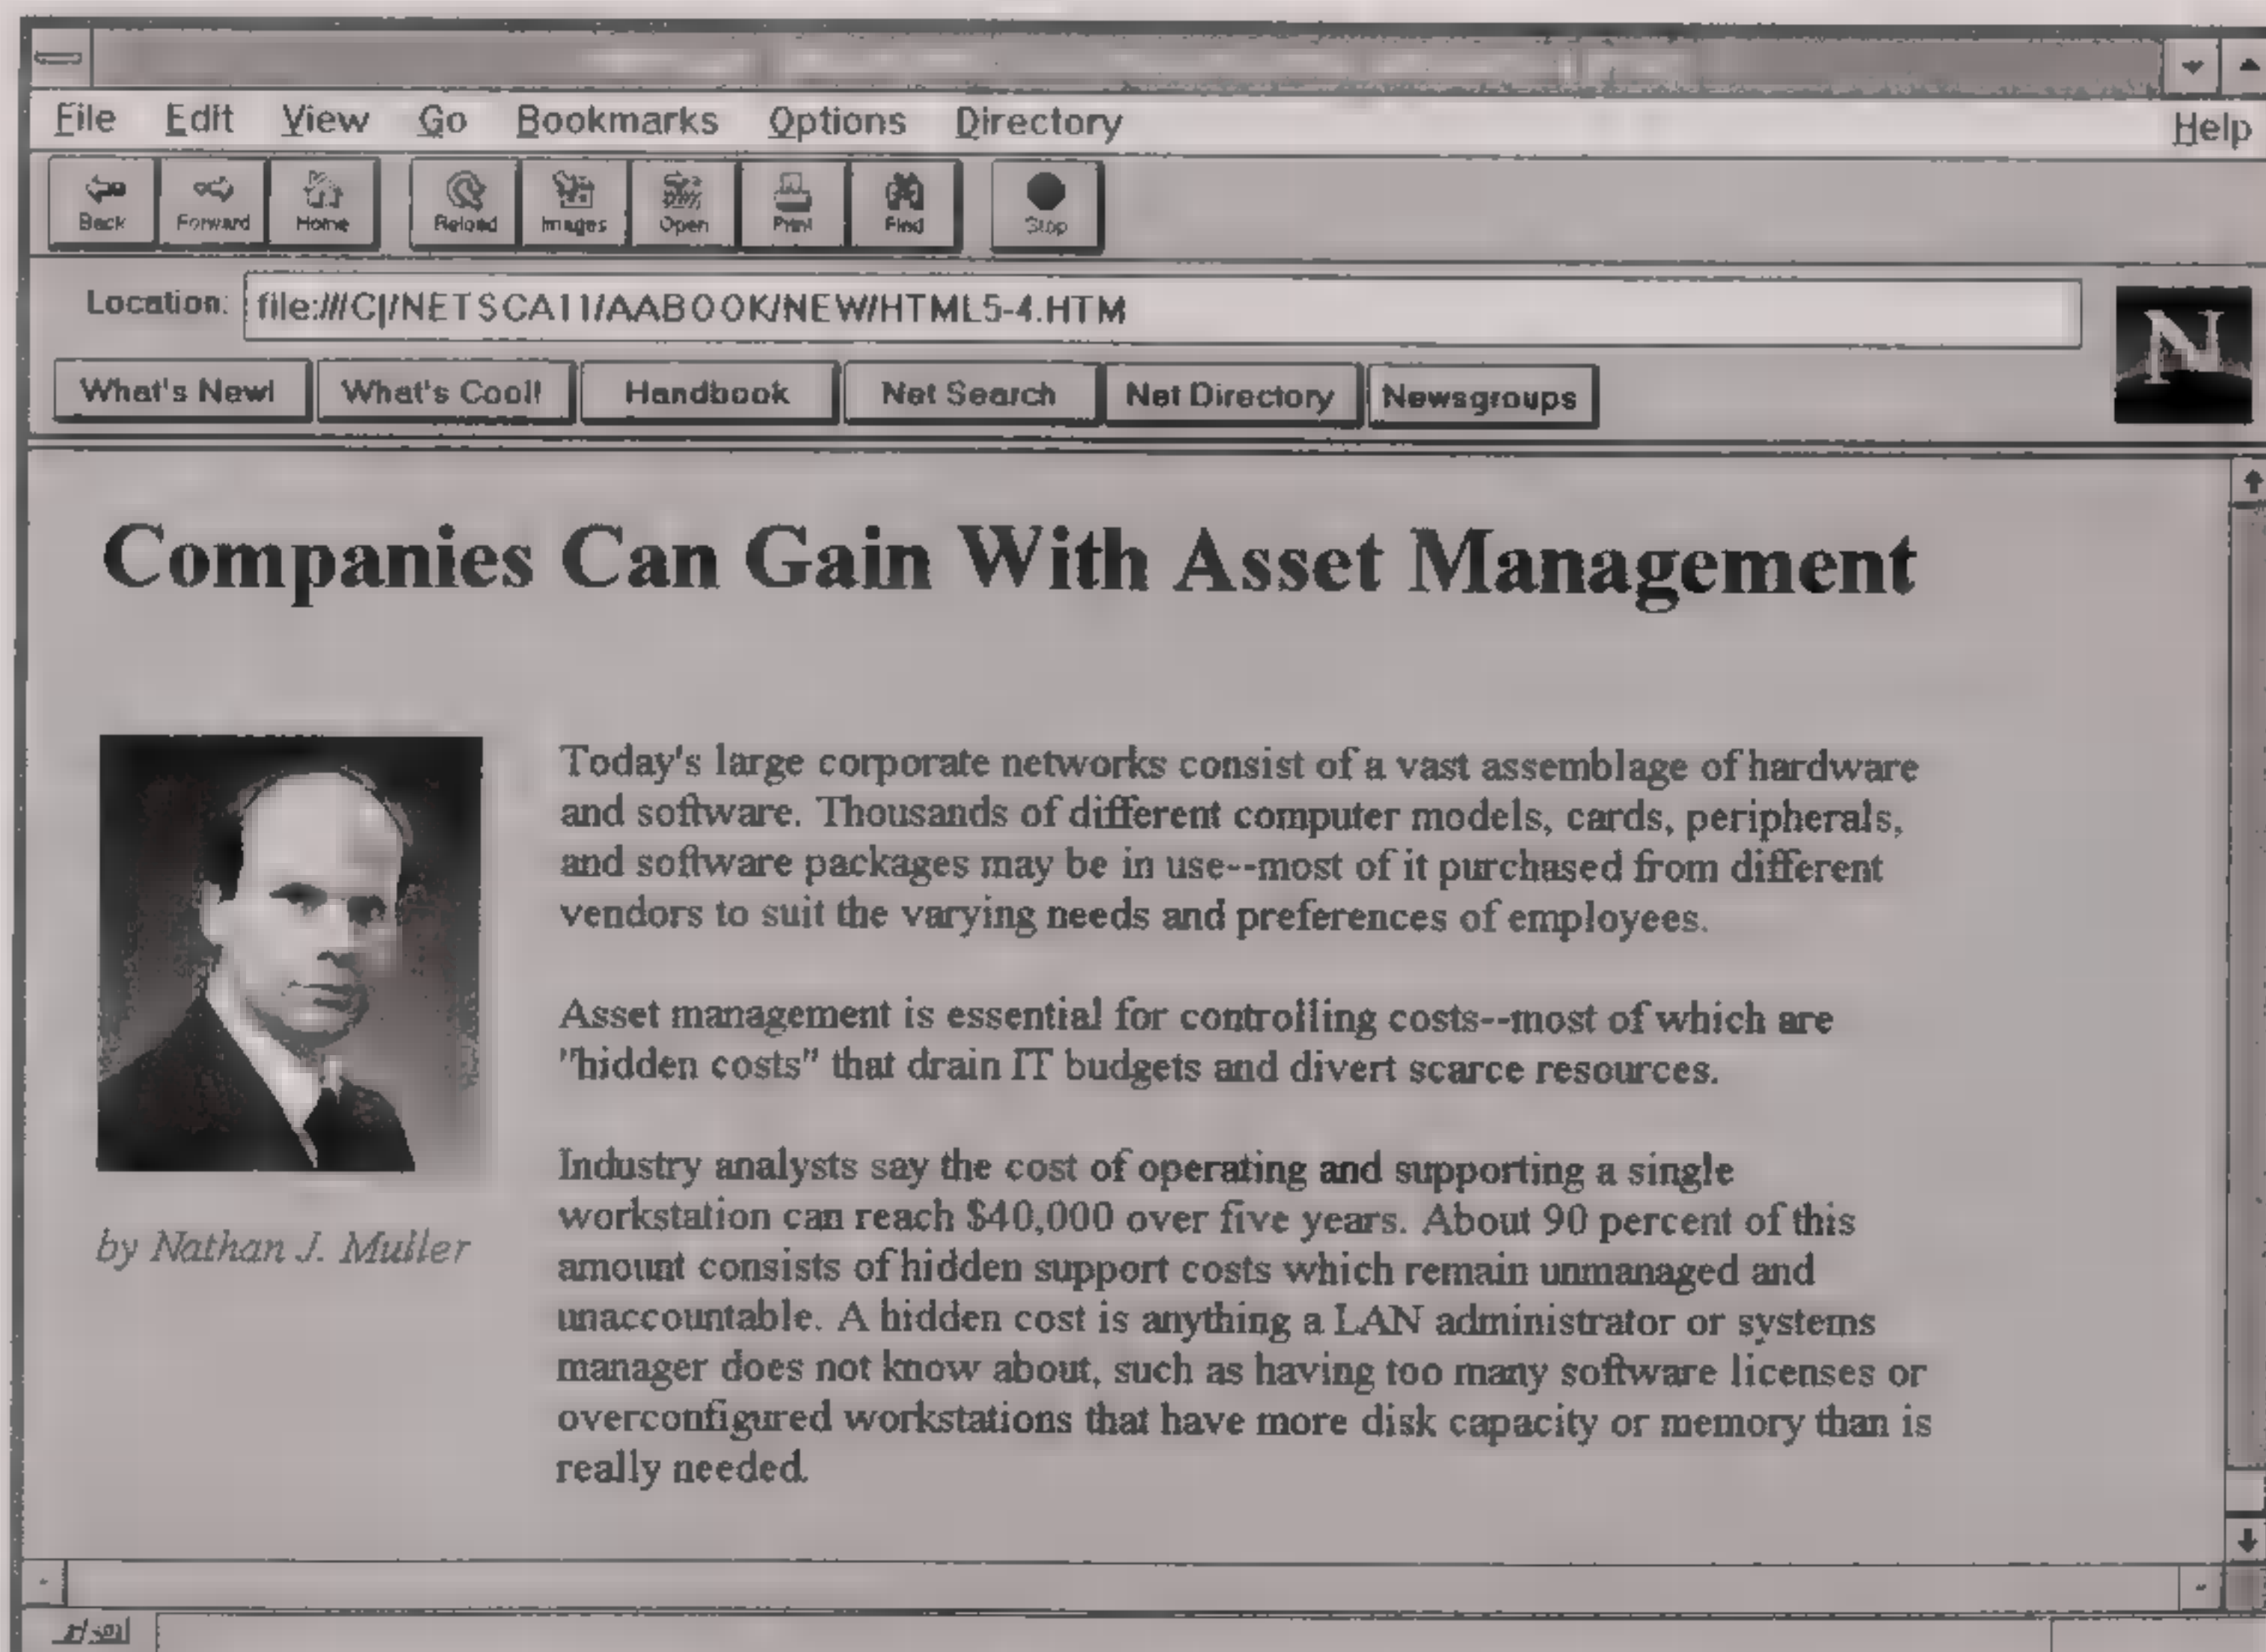 File Edit View Go Bookmarks Options Directory Help
Back Forward Home Reload Images Open Print Find Stop
Location: file:///C|/NETSCA11/AABOOK/NEW/HTML5-4.HTM
N
What's New! What's Cool! Handbook Net Search Net Directory Newsgroups
Companies Can Gain With Asset Management
Today's large corporate networks consist of a vast assemblage of hardware
and software. Thousands of different computer models, cards, peripherals,
and software packages may be in use--most of it purchased from different
vendors to suit the varying needs and preferences of employees.
Asset management is essential for controlling costs--most of which are
"hidden costs" that drain IT budgets and divert scarce resources.
Industry analysts say the cost of operating and supporting a single
workstation can reach $40,000 over five years. About 90 percent of this
amount consists of hidden support costs which remain unmanaged and
unaccountable. A hidden cost is anything a LAN administrator or systems
manager does not know about, such as having too many software licenses or
overconfigured workstations that have more disk capacity or memory than is
really needed.
by Nathan J. Muller